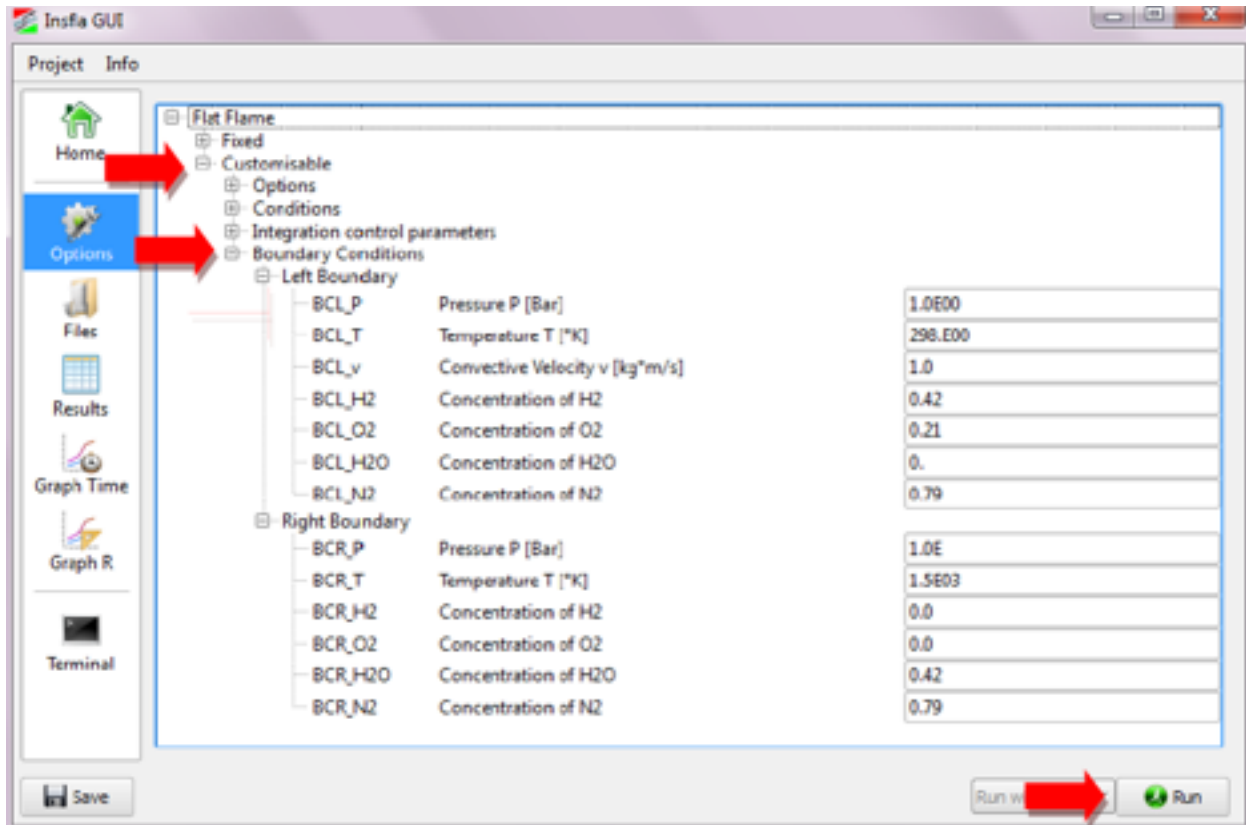 Insfla GUI
Project Info
Home
Options
Files
Results
Graph Time
Graph R
Terminal
Flat Flame
Fixed
Customisable
Options
Conditions
Integration control parameters
Boundary Conditions
Left Boundary
BCL_P Pressure P [Bar] 1.0E00
BCL_T Temperature T [°K] 298.E00
BCL_v Convective Velocity v [kg*m/s] 1.0
BCL_H2 Concentration of H2 0.42
BCL_O2 Concentration of O2 0.21
BCL_H2O Concentration of H2O 0.
BCL_N2 Concentration of N2 0.79
Right Boundary
BCR_P Pressure P [Bar] 1.0E
BCR_T Temperature T [°K] 1.5E03
BCR_H2 Concentration of H2 0.0
BCR_O2 Concentration of O2 0.0
BCR_H2O Concentration of H2O 0.42
BCR_N2 Concentration of N2 0.79
Save
Run
Run